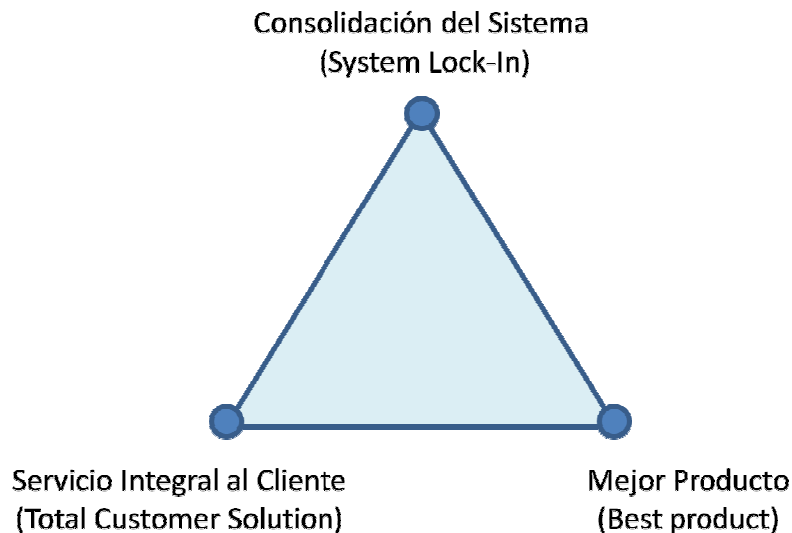 Consolidación del Sistema
(System Lock-In)
Servicio Integral al Cliente
(Total Customer Solution)
Mejor Producto
(Best product)